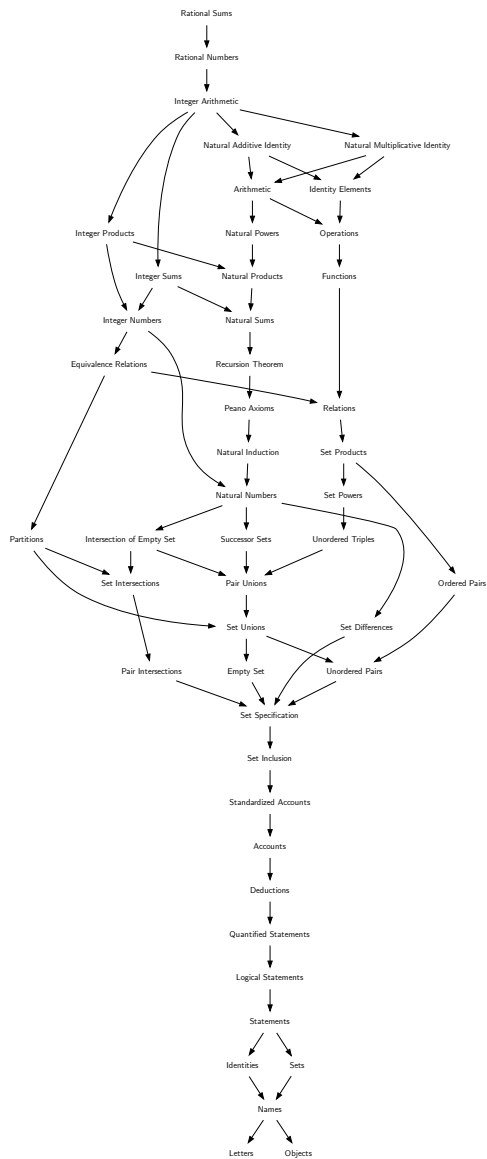 Rational Sums
Rational Numbers
Integer Arithmetic
Natural Additive Identity
Natural Multiplicative Identity
Arithmetic
Identity Elements
Integer Products
Natural Powers
Operations
Integer Sums
Natural Products
Functions
Integer Numbers
Natural Sums
Equivalence Relations
Recursion Theorem
Peano Axioms
Relations
Natural Induction
Set Products
Natural Numbers
Set Powers
Partitions
Intersection of Empty Set
Successor Sets
Unordered Triples
Set Intersections
Pair Unions
Ordered Pairs
Set Unions
Set Differences
Pair Intersections
Empty Set
Unordered Pairs
Set Specification
Set Inclusion
Standardized Accounts
Accounts
Deductions
Quantified Statements
Logical Statements
Statements
Identities
Sets
Names
Letters
Objects